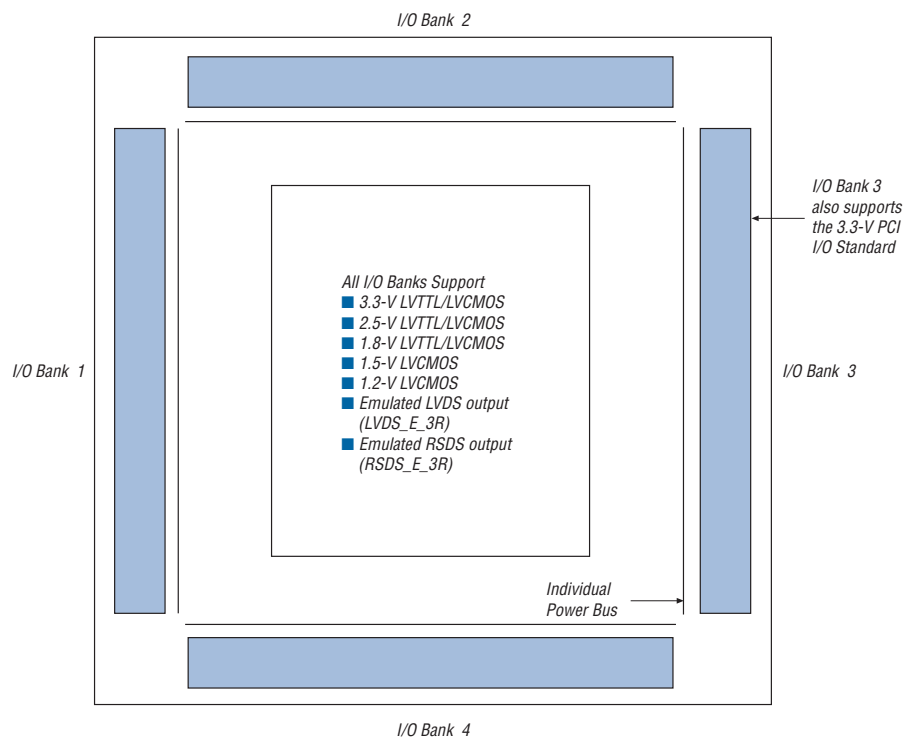 I/O Bank 2
I/O Bank 3
also supports
the 3.3-V PCI
I/O Standard
All I/O Banks Support
3.3-V LVTTL/LVCMOS
2.5-V LVTTL/LVCMOS
1.8-V LVTTL/LVCMOS
1.5-V LVCMOS
1.2-V LVCMOS
Emulated LVDS output
(LVDS_E_3R)
Emulated RSDS output
(RSDS_E_3R)
I/O Bank 1
I/O Bank 3
Individual
Power Bus
I/O Bank 4